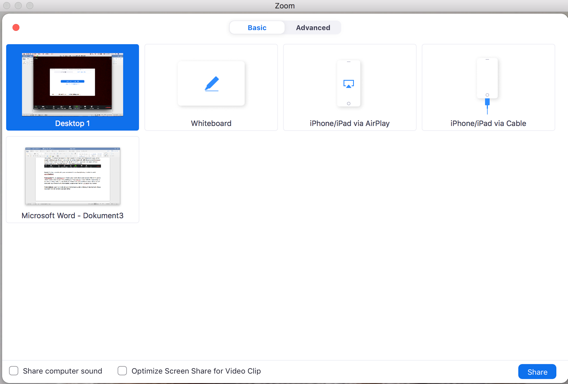 Zoom
Basic Advanced
Desktop 1
Whiteboard
iPhone/iPad via AirPlay
iPhone/iPad via Cable
Microsoft Word - Dokument3
Share computer sound
Optimize Screen Share for Video Clip
Share